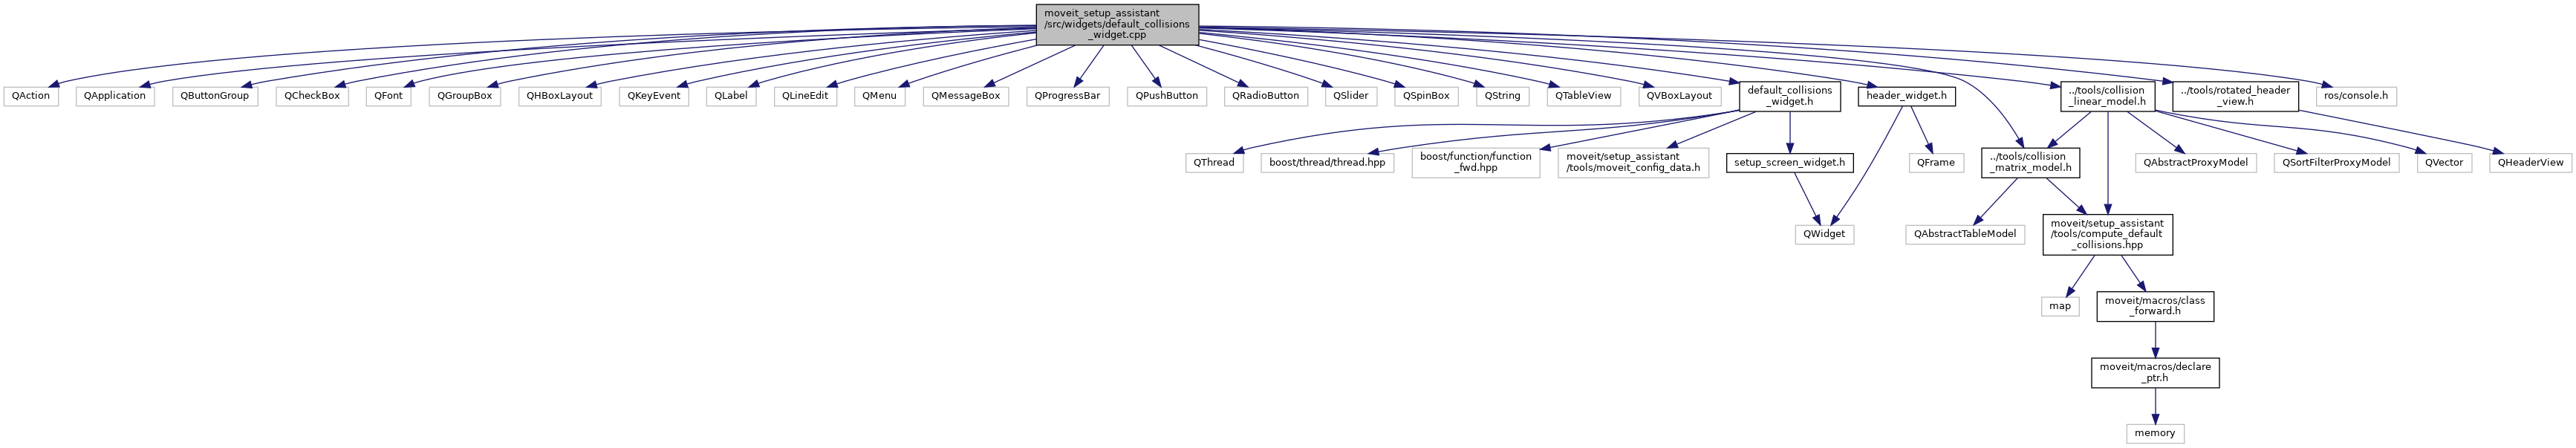 moveit_setup_assistant
/src/widgets/default_collisions
_widget.cpp
QAction
QApplication
QButtonGroup
QCheckBox
QFont
QGroupBox
QHBoxLayout
QKeyEvent
QLabel
QLineEdit
QMenu
QMessageBox
QProgressBar
QPushButton
QRadioButton
QSlider
QSpinBox
QString
QTableView
QVBoxLayout
default_collisions
_widget.h
header_widget.h
../tools/collision
_linear_model.h
../tools/rotated_header
_view.h
ros/console.h
QThread
boost/thread/thread.hpp
boost/function/function
_fwd.hpp
moveit/setup_assistant
/tools/moveit_config_data.h
setup_screen_widget.h
QFrame
../tools/collision
_matrix_model.h
QAbstractProxyModel
QSortFilterProxyModel
QVector
QHeaderView
QWidget
QAbstractTableModel
moveit/setup_assistant
/tools/compute_default
_collisions.hpp
map
moveit/macros/class
_forward.h
moveit/macros/declare
_ptr.h
memory